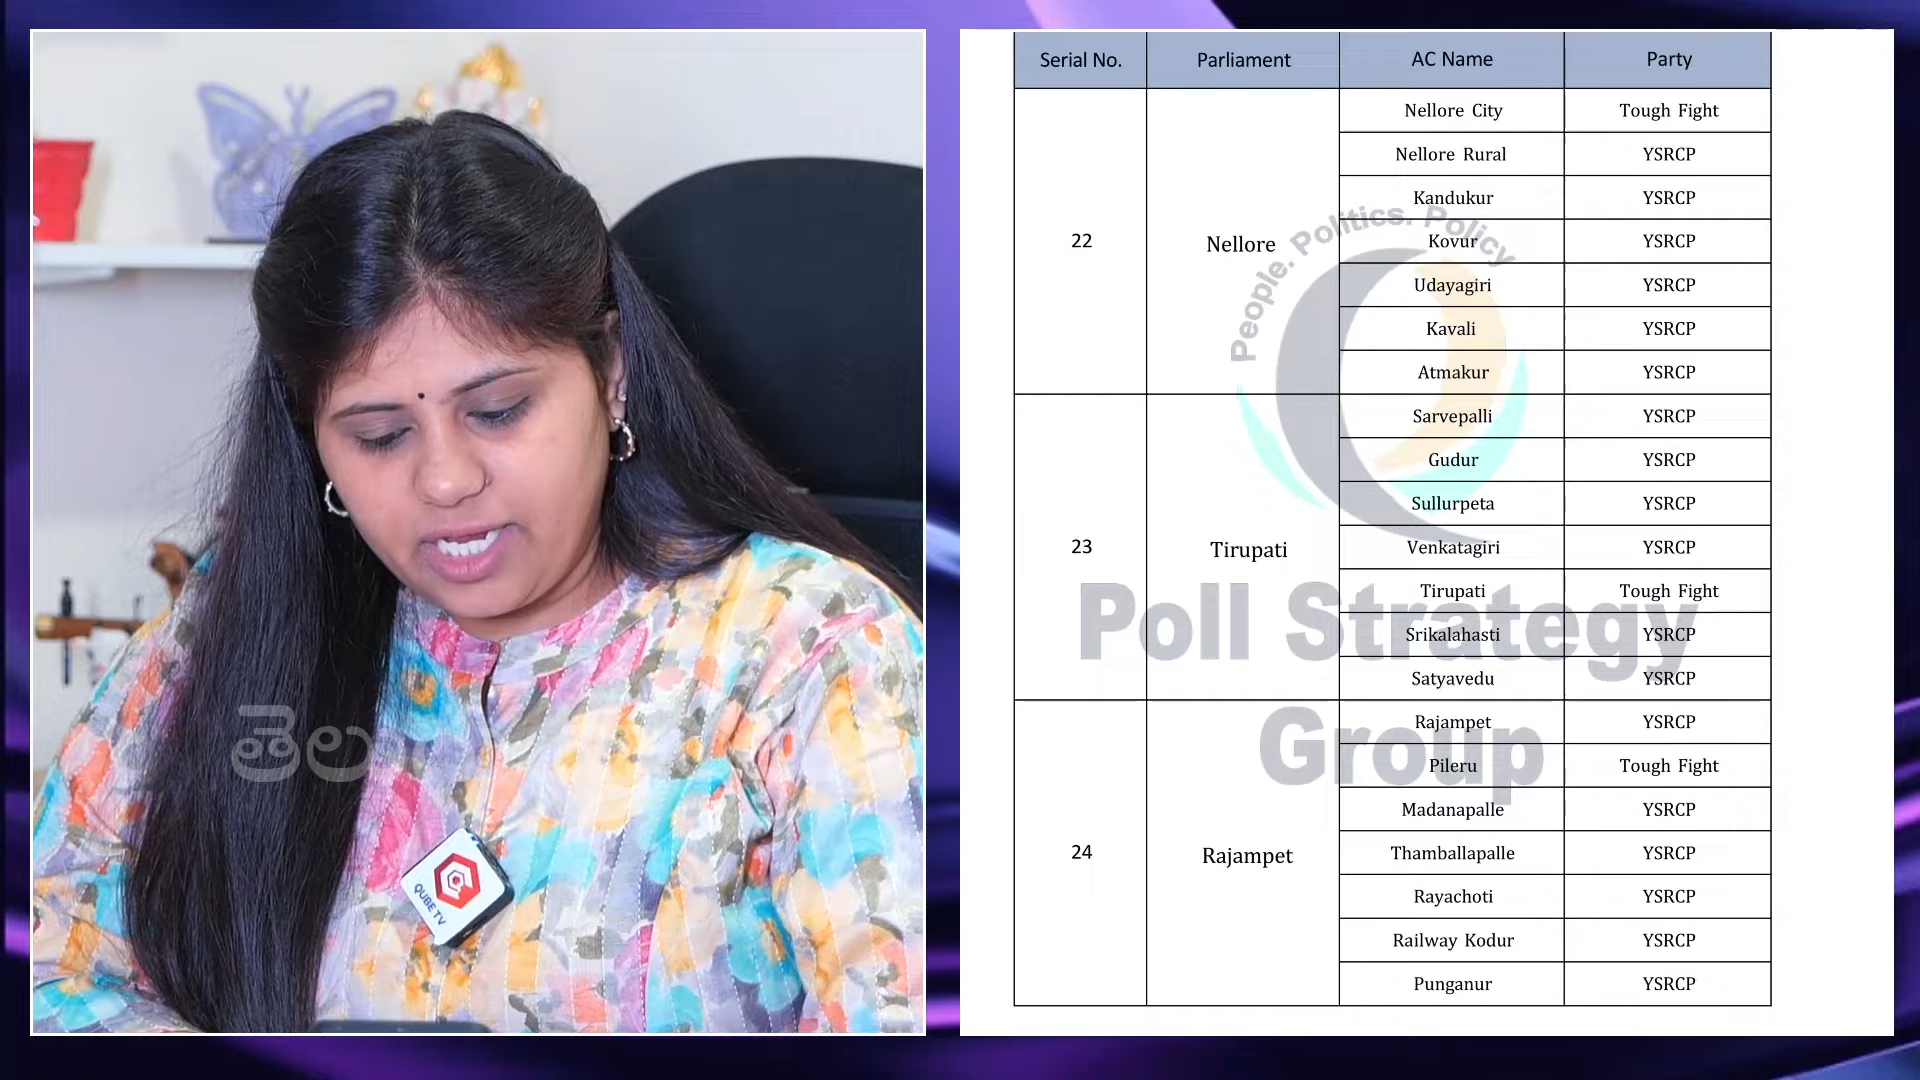 Serial No. Parliament AC Name Party
22 Nellore Nellore City Tough Fight
Nellore Rural YSRCP
Kandukur YSRCP
Kovur YSRCP
Udayagiri YSRCP
Kavali YSRCP
Atmakur YSRCP
23 Tirupati Sarvepalli YSRCP
Gudur YSRCP
Sullurpeta YSRCP
Venkatagiri YSRCP
Tirupati Tough Fight
Srikalahasti YSRCP
Satyavedu YSRCP
24 Rajampet Rajampet YSRCP
Pileru Tough Fight
Madanapalle YSRCP
Thamballapalle YSRCP
Rayachoti YSRCP
Railway Kodur YSRCP
Punganur YSRCP
People. Politics. Policy
Poll Strategy
Group
QUBE TV